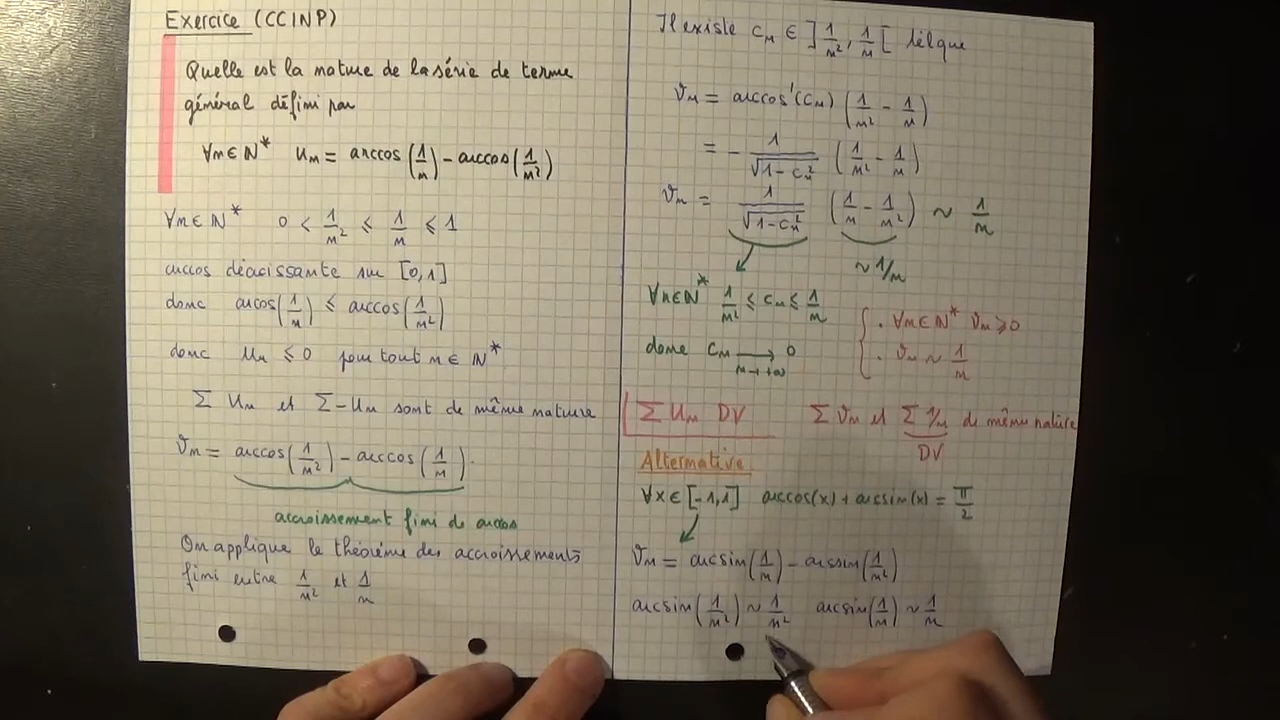 Exercice (CCINP)
Quelle est la nature de la série de terme
général défini par
∀n∈ℕ* uₙ = arccos(1/n) - arccos(1/n²)
∀n∈ℕ* 0 < 1/n² ≤ 1/n ≤ 1
arccos décroissante sur [0,1]
donc arccos(1/n) ≤ arccos(1/n²)
donc uₙ ≤ 0 pour tout n ∈ ℕ*
Σ uₙ et Σ-uₙ sont de même nature
vₙ = arccos(1/n²) - arccos(1/n).
accroissement fini de arccos
On applique le théorème des accroissements
fini entre 1/n² et 1/n
Il existe cₙ ∈ ]1/n², 1/n[ tel que
vₙ = arccos'(cₙ) (1/n² - 1/n)
= - 1/√(1-cₙ²) (1/n² - 1/n)
vₙ = 1/√(1-cₙ²) (1/n - 1/n²) ~ 1/n
~ 1/n
∀n∈ℕ* 1/n² ≤ cₙ ≤ 1/n
donc cₙ → 0
n→+∞
{ . ∀n∈ℕ* vₙ ≥ 0
. vₙ ~ 1/n
Σ uₙ DV
Σ vₙ et Σ 1/n de même nature
DV
Alternative
∀x∈[-1,1] arccos(x) + arcsin(x) = π/2
vₙ = arcsin(1/n) - arcsin(1/n²)
arcsin(1/n²) ~ 1/n² arcsin(1/n) ~ 1/n